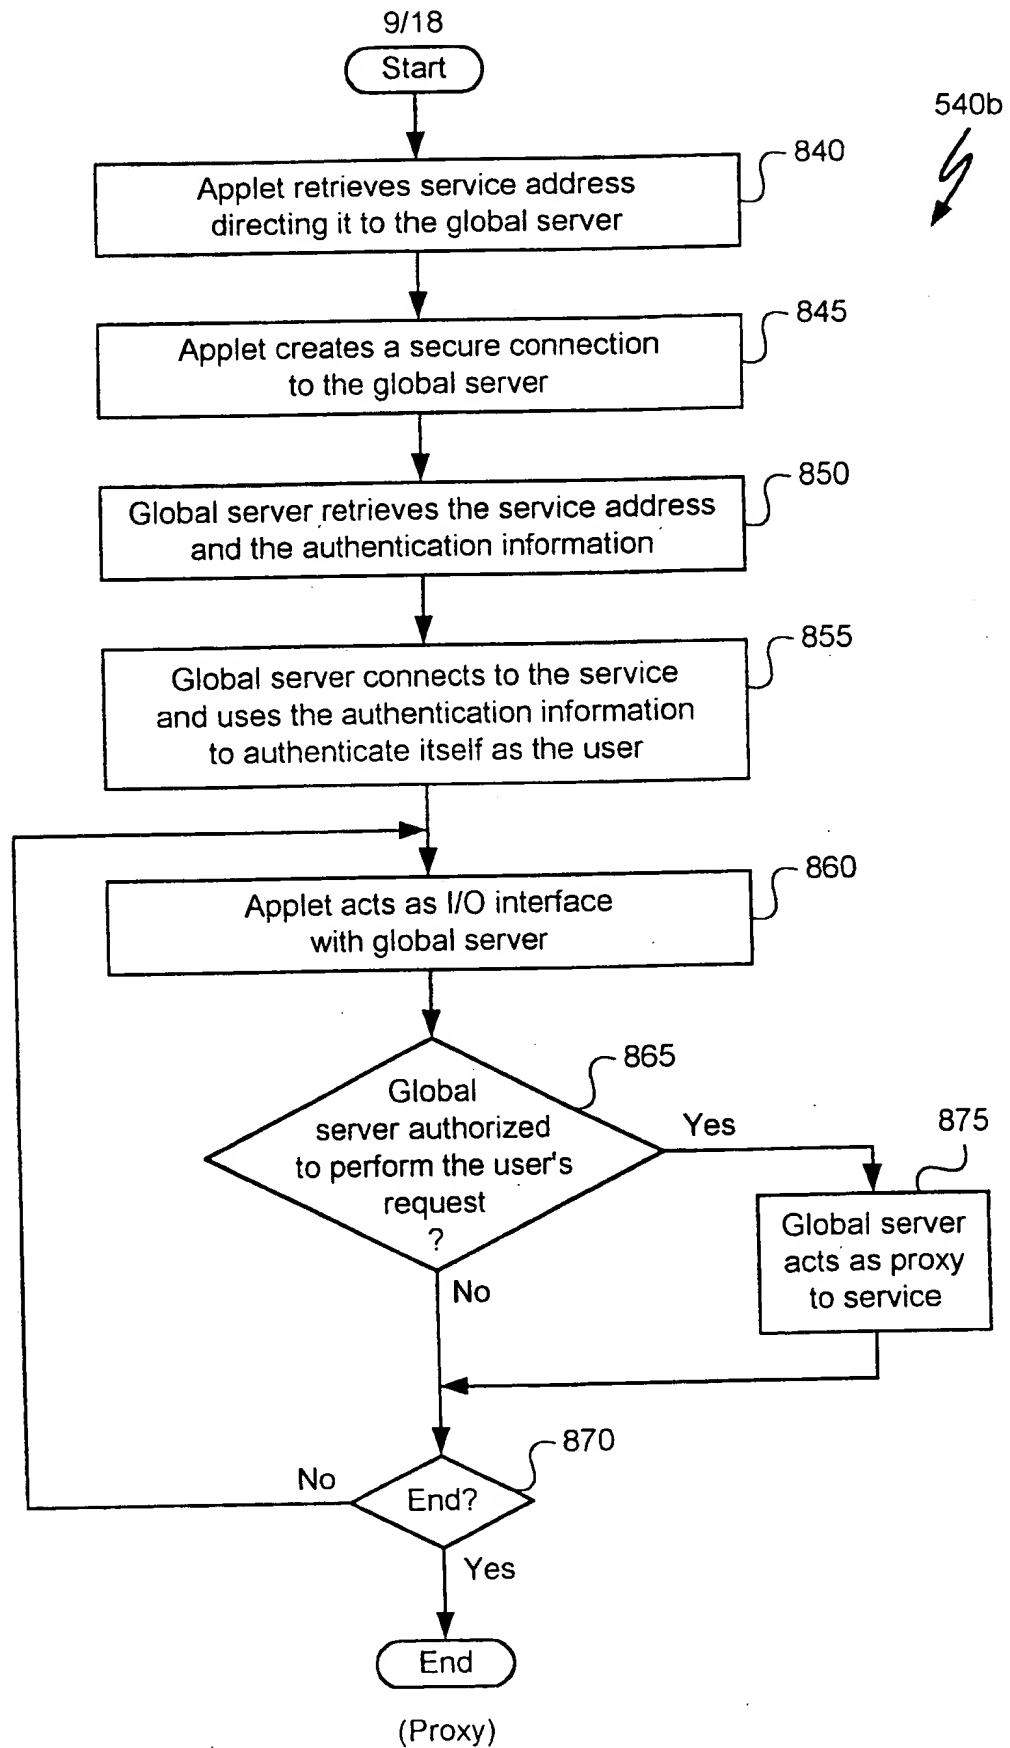 9/18
Start
540b
840
Applet retrieves service address
directing it to the global server
845
Applet creates a secure connection
to the global server
850
Global server retrieves the service address
and the authentication information
855
Global server connects to the service
and uses the authentication information
to authenticate itself as the user
860
Applet acts as I/O interface
with global server
865
Global
server authorized
to perform the user's
request
?
Yes
875
Global server
acts as proxy
to service
No
870
No
End?
Yes
End
(Proxy)